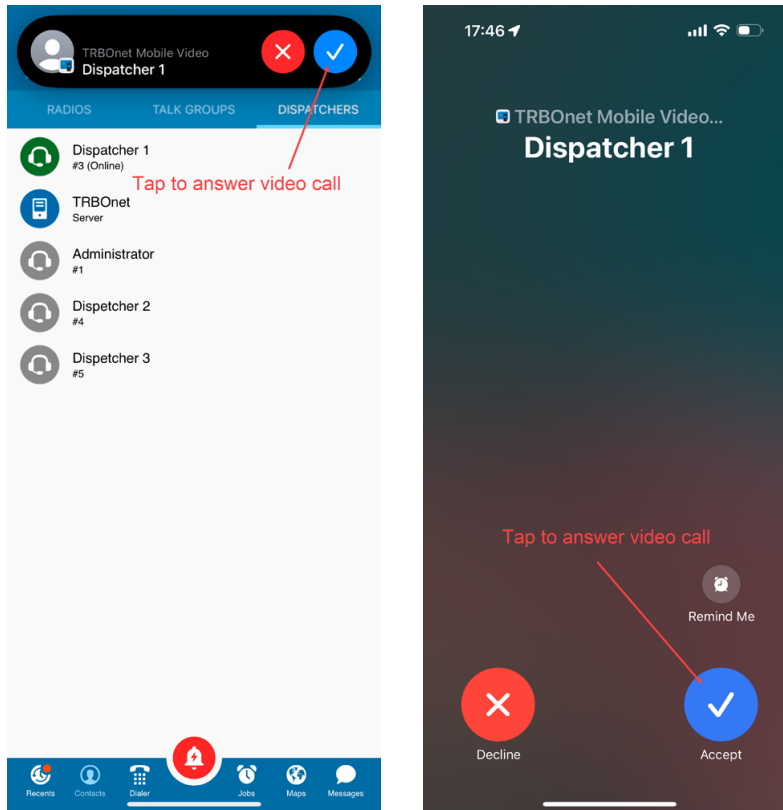 TRBOnet Mobile Video
Dispatcher 1
RADIOS
TALK GROUPS
DISPATCHERS
Dispatcher 1
#3 (Online)
Tap to answer video call
TRBOnet
Server
Administrator
#1
Dispetcher 2
#4
Dispetcher 3
#5
Recents
Contacts
Dialer
Jobs
Maps
Messages
17:46
TRBOnet Mobile Video...
Dispatcher 1
Tap to answer video call
Remind Me
Decline
Accept